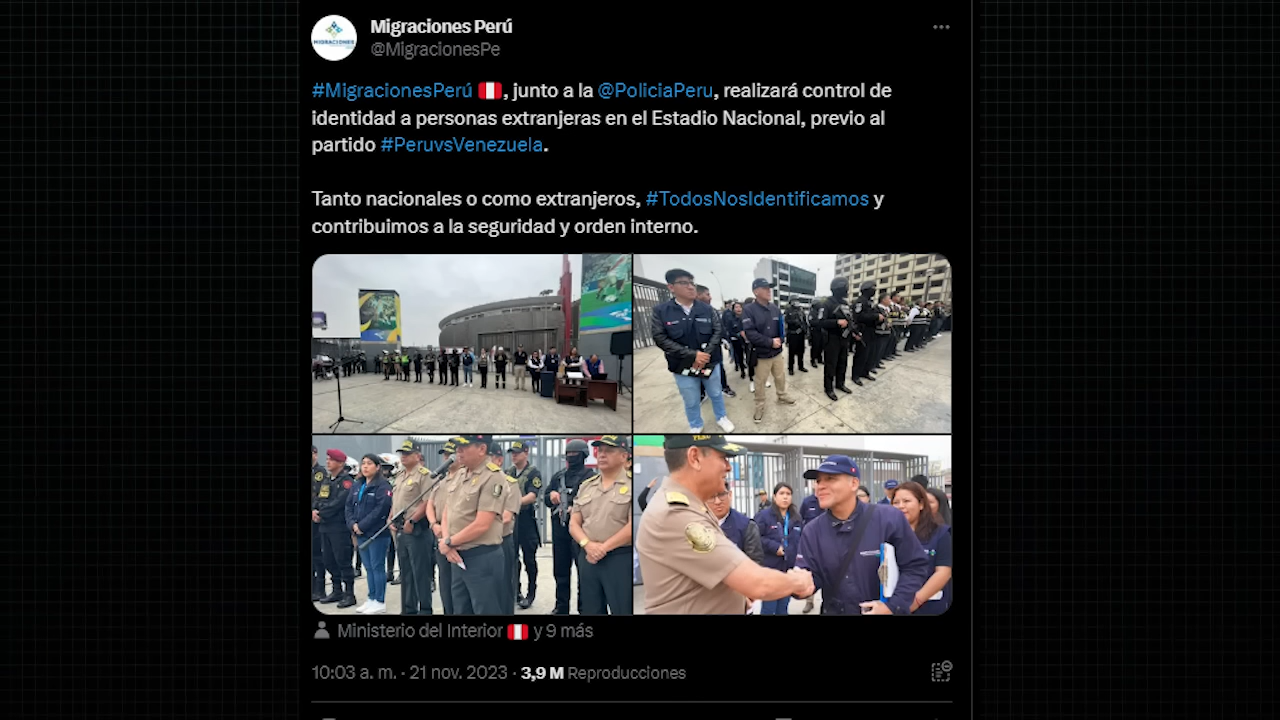 Migraciones Perú
@MigracionesPe
MIGRACIONES
#MigracionesPerú 🇵🇪, junto a la @PoliciaPeru, realizará control de
identidad a personas extranjeras en el Estadio Nacional, previo al
partido #PeruvsVenezuela.
Tanto nacionales o como extranjeros, #TodosNosIdentificamos y
contribuimos a la seguridad y orden interno.
Ministerio del Interior 🇵🇪 y 9 más
10:03 a. m. · 21 nov. 2023 · 3,9 M Reproducciones